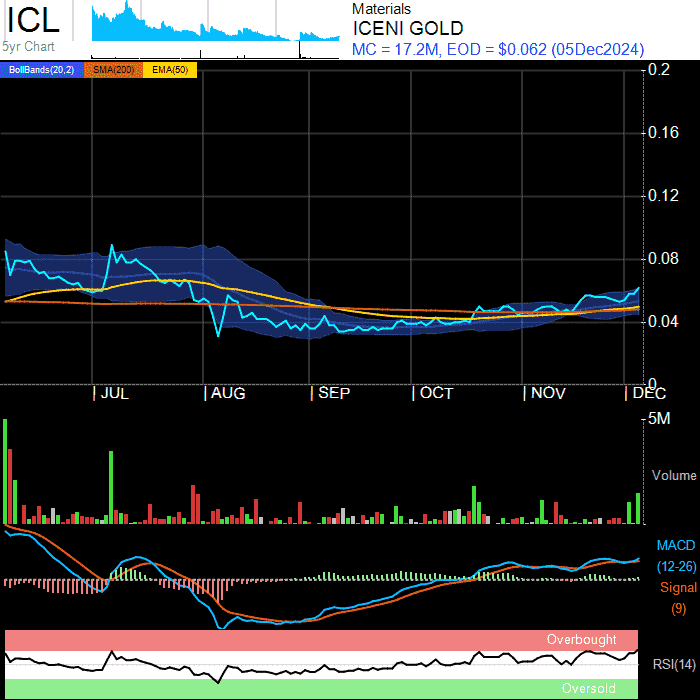 ICL
5yr Chart
Materials
ICENI GOLD
MC = 17.2M, EOD = $0.062 (05Dec2024)
BollBands(20,2) SMA(200) EMA(50)
0.2
0.16
0.12
0.08
0.04
0
JUL AUG SEP OCT NOV DEC
5M
Volume
MACD
(12-26)
Signal
(9)
Overbought
RSI(14)
Oversold